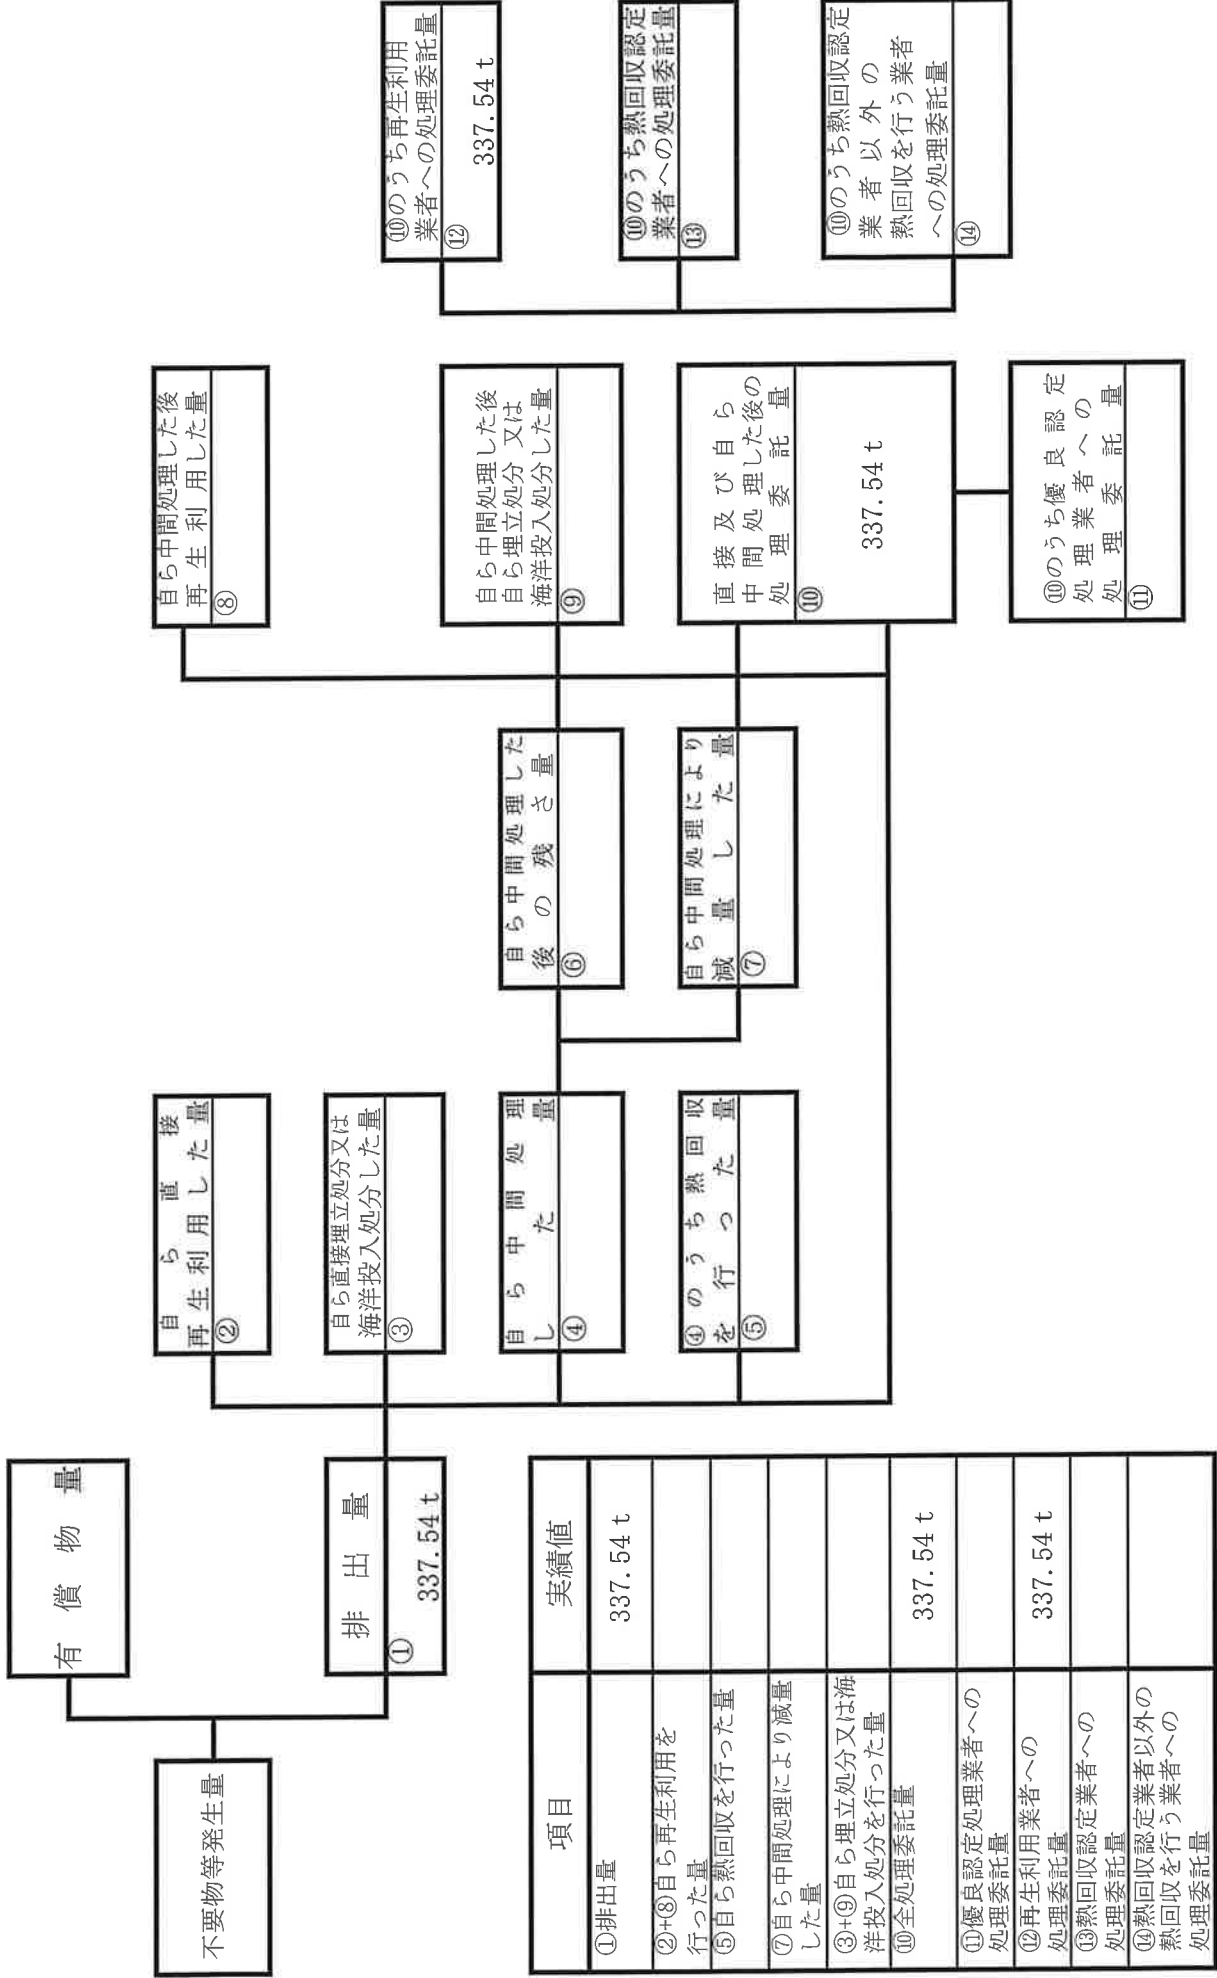 不要物等発生量
有償物量
排出量
①
337.54 t
自ら直接
再生利用した量
②
自ら直接埋立処分又は
海洋投入処分した量
③
自ら中間処理
した量
④
④のうち熱回収
を行った量
⑤
自ら中間処理した
後の残さ量
⑥
自ら中間処理により
減量した量
⑦
自ら中間処理した後
再生利用した量
⑧
自ら中間処理した後
自ら埋立処分又は
海洋投入処分した量
⑨
直接及び自ら
中間処理した後の
処理委託量
⑩
337.54 t
⑩のうち優良認定
処理業者への
処理委託量
⑪
⑩のうち再生利用
業者への処理委託量
⑫
337.54 t
⑩のうち熱回収認定
業者への処理委託量
⑬
⑩のうち熱回収認定
業者以外の
熱回収を行う業者
への処理委託量
⑭
項目
実績値
①排出量
337.54 t
②+⑧自ら再生利用を
行った量
⑤自ら熱回収を行った量
⑦自ら中間処理により減量
した量
③+⑨自ら埋立処分又は海
洋投入処分を行った量
⑩全処理委託量
337.54 t
⑪優良認定処理業者への
処理委託量
⑫再生利用業者への
処理委託量
337.54 t
⑬熱回収認定業者への
処理委託量
⑭熱回収認定業者以外の
熱回収を行う業者への
処理委託量